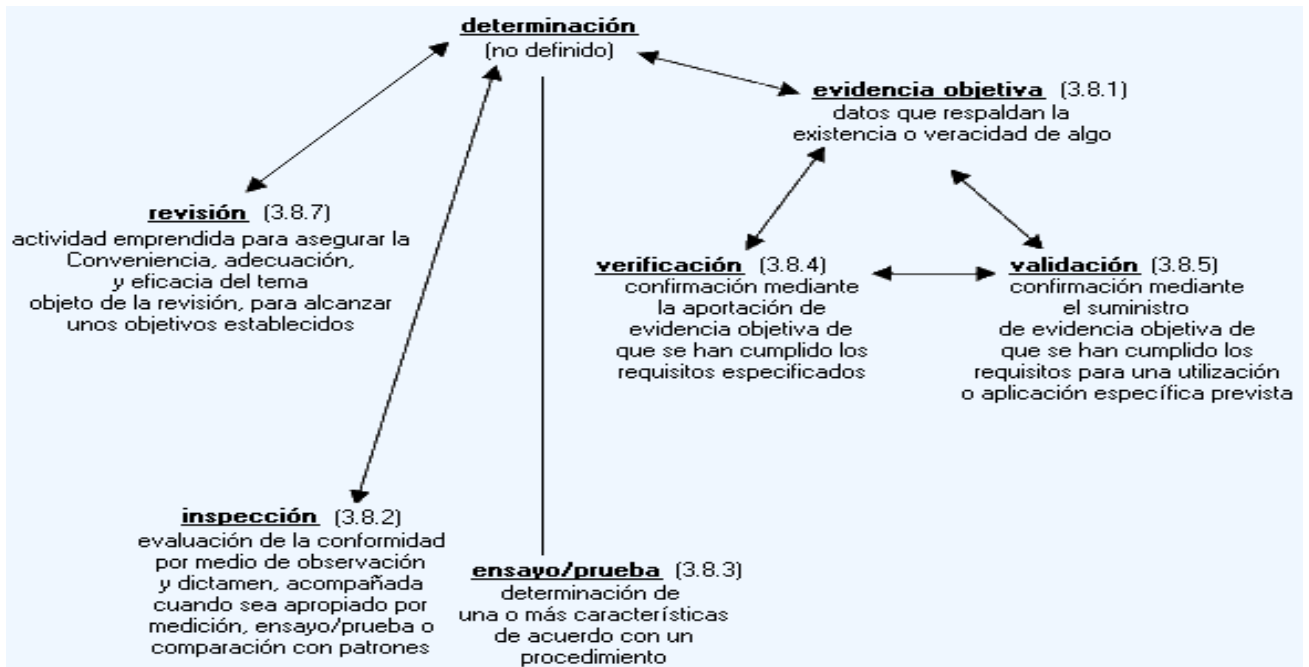 determinación
(no definido)
evidencia objetiva (3.8.1)
datos que respaldan la
existencia o veracidad de algo
revisión (3.8.7)
actividad emprendida para asegurar la
Conveniencia, adecuación,
y eficacia del tema
objeto de la revisión, para alcanzar
unos objetivos establecidos
verificación (3.8.4)
confirmación mediante
la aportación de
evidencia objetiva de
que se han cumplido los
requisitos especificados
validación (3.8.5)
confirmación mediante
el suministro
de evidencia objetiva de
que se han cumplido los
requisitos para una utilización
o aplicación específica prevista
inspección (3.8.2)
evaluación de la conformidad
por medio de observación
y dictamen, acompañada
cuando sea apropiado por
medición, ensayo/prueba o
comparación con patrones
ensayo/prueba (3.8.3)
determinación de
una o más características
de acuerdo con un
procedimiento